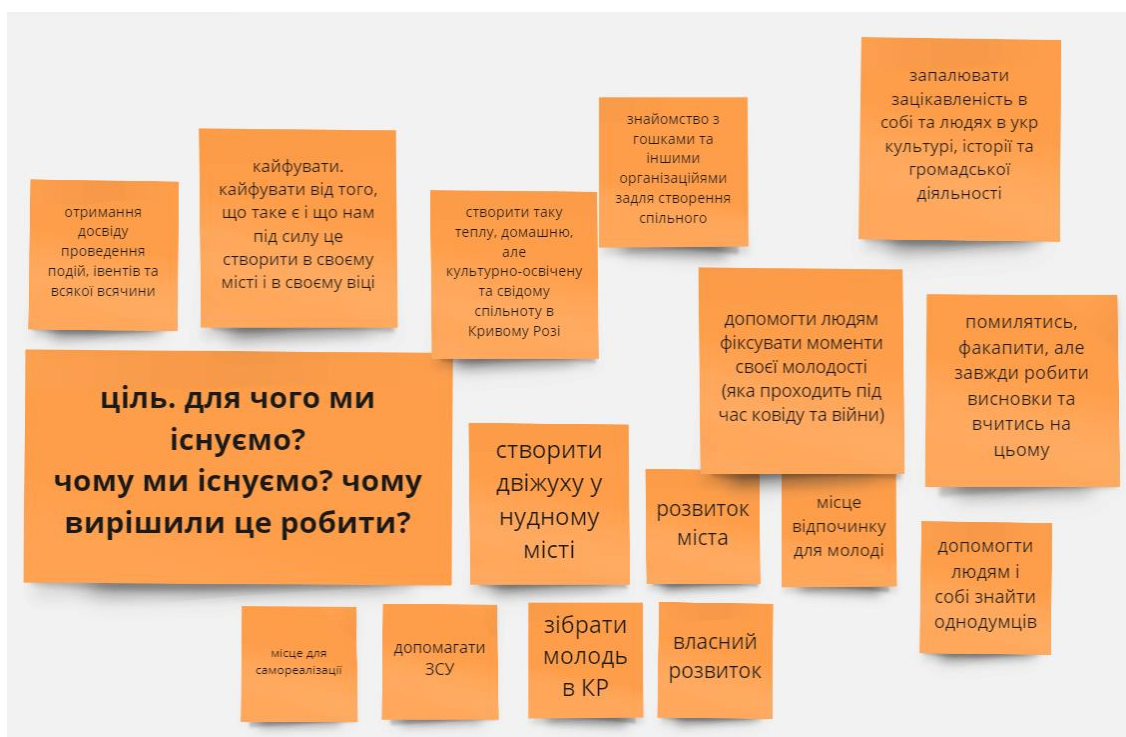 отримання
досвіду
проведення
подій, івентів та
всякої всячини
кайфувати.
кайфувати від того,
що таке є і що нам
під силу це
створити в своєму
місті і в своєму віці
створити таку
теплу, домашню,
але
культурно-освічену
та свідому
спільноту в
Кривому Розі
знайомство з
гошками та
іншими
організаціями
задля створення
спільного
запалювати
зацікавленість в
собі та людях в укр
культурі, історії та
громадської
діяльності
ціль. для чого ми
існуємо?
чому ми існуємо? чому
вирішили це робити?
створити
двіжуху у
нудному
місті
допомогти людям
фіксувати моменти
своєї молодості
(яка проходить під
час ковіду та війни)
помилятись,
факапити, але
завжди робити
висновки та
вчитись на
цьому
розвиток
міста
місце
відпочинку
для молоді
допомогти
людям і
собі знайти
однодумців
місце для
самореалізації
допомагати
ЗСУ
зібрати
молодь
в КР
власний
розвиток